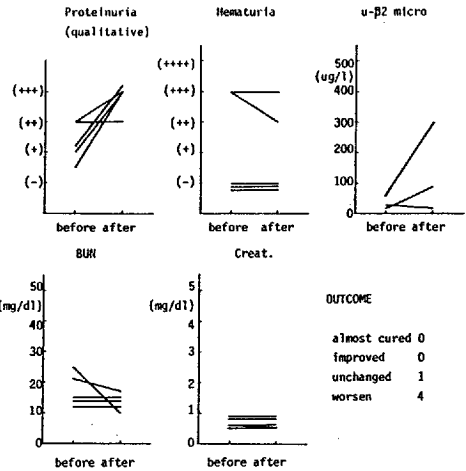 Proteinuria
(qualitative)
(+++)
(++)
(+)
(-)
before after
Hematuria
(++++)
(+++)
(++)
(+)
(-)
before after
u-β2 micro
500
(ug/l)
400
300
200
100
0
before after
BUN
50
(mg/dl)
40
30
20
10
0
before after
Creat.
5
(mg/dl)
4
3
2
1
0
before after
OUTCOME
almost cured 0
improved 0
unchanged 1
worsen 4